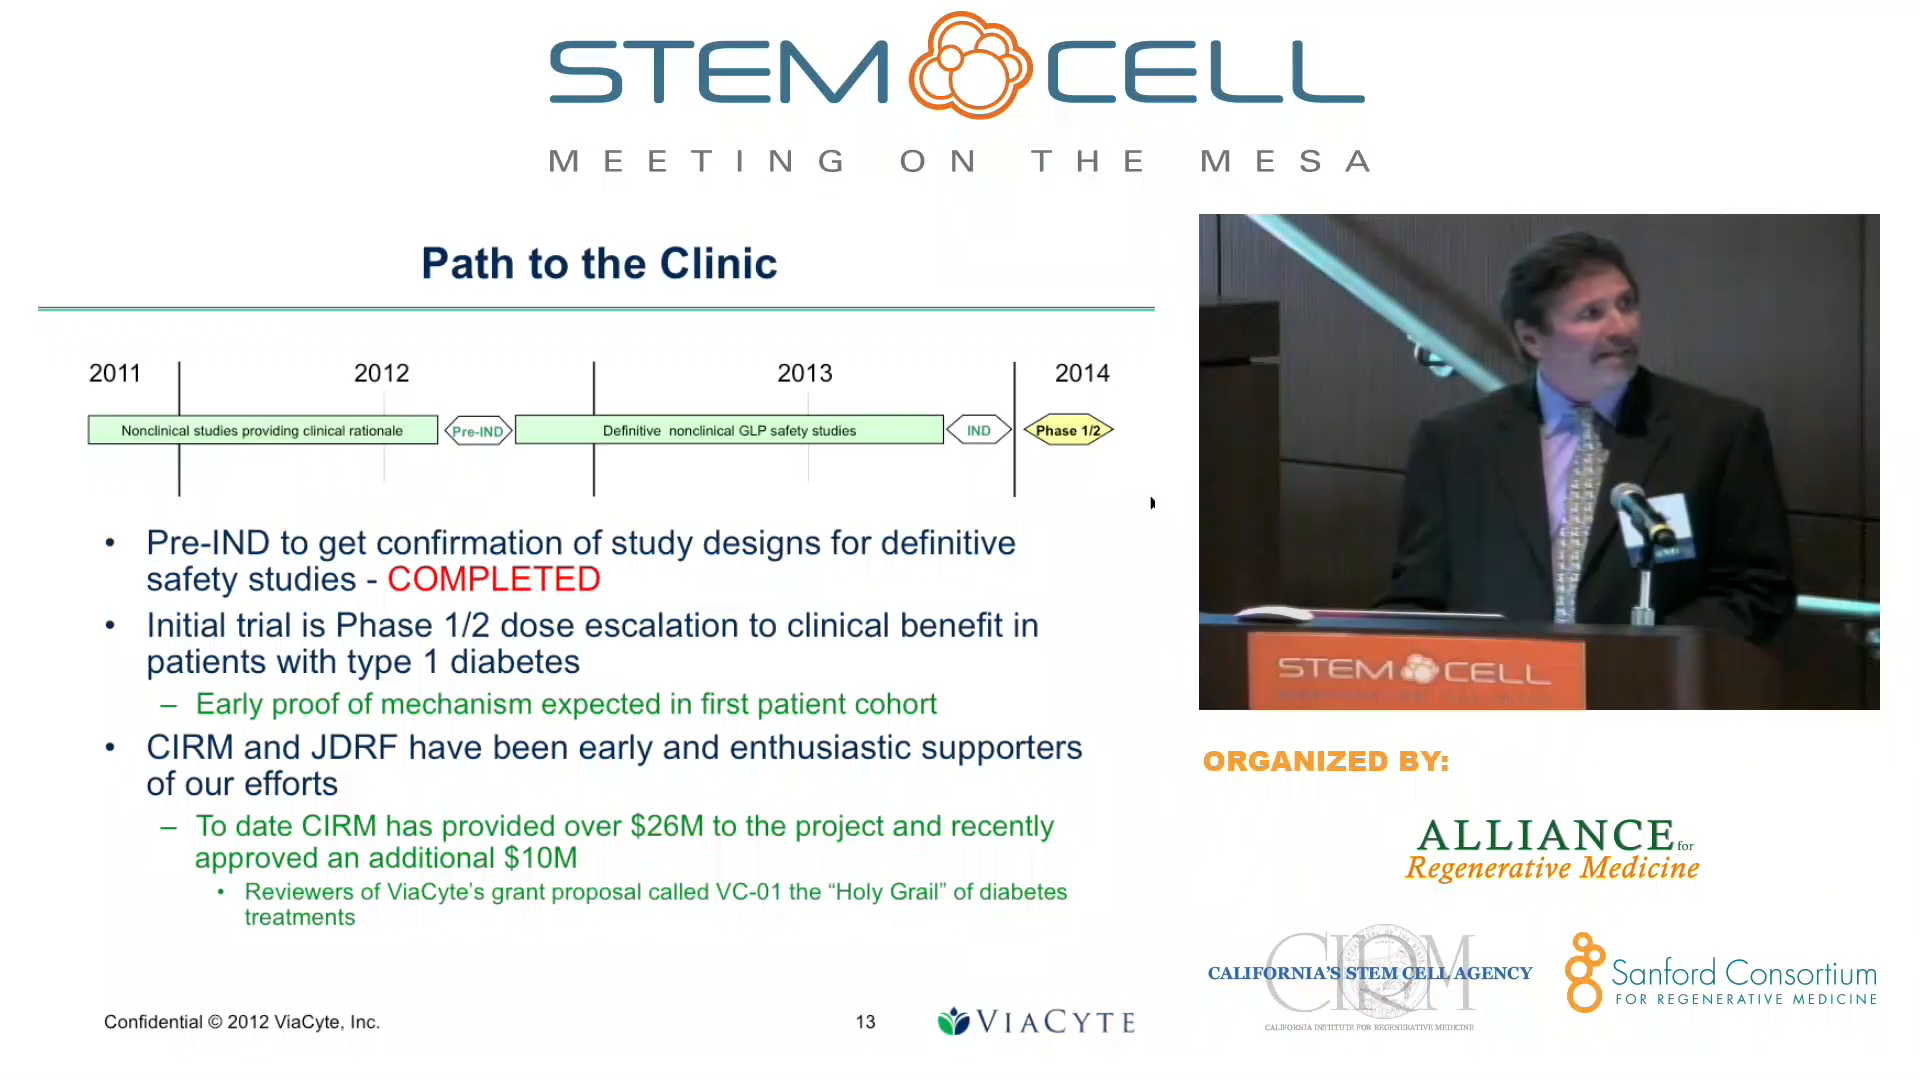 STEM CELL
MEETING ON THE MESA
Path to the Clinic
2011
2012
2013
2014
Nonclinical studies providing clinical rationale
Pre-IND
Definitive nonclinical GLP safety studies
IND
Phase 1/2
• Pre-IND to get confirmation of study designs for definitive
safety studies - COMPLETED
• Initial trial is Phase 1/2 dose escalation to clinical benefit in
patients with type 1 diabetes
– Early proof of mechanism expected in first patient cohort
• CIRM and JDRF have been early and enthusiastic supporters
of our efforts
– To date CIRM has provided over $26M to the project and recently
approved an additional $10M
• Reviewers of ViaCyte's grant proposal called VC-01 the “Holy Grail” of diabetes
treatments
Confidential © 2012 ViaCyte, Inc.
13
VIACYTE
STEM CELL
ORGANIZED BY:
ALLIANCE for
Regenerative Medicine
CIRM
CALIFORNIA'S STEM CELL AGENCY
CALIFORNIA INSTITUTE FOR REGENERATIVE MEDICINE
Sanford Consortium
FOR REGENERATIVE MEDICINE